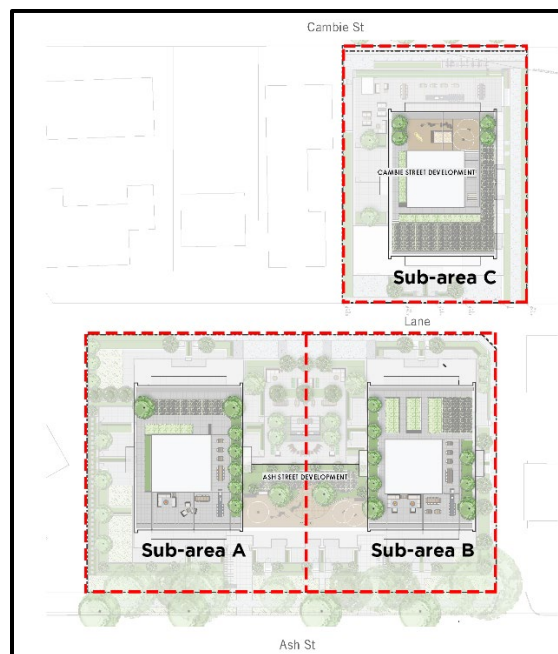 Cambie St
CAMBIE STREET DEVELOPMENT
Sub-area C
Lane
ASH STREET DEVELOPMENT
Sub-area A
Sub-area B
Ash St